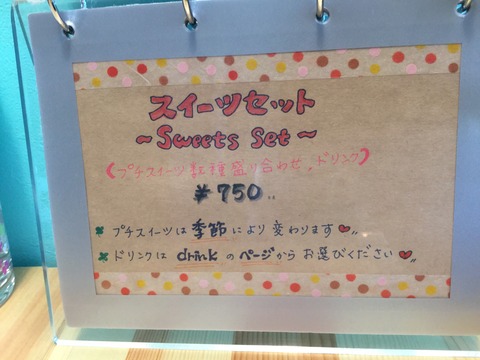 スイーツセット
~Sweets Set~
(プチスイーツ数種盛り合わせ、ドリンク)
¥750
プチスイーツは季節により変わります
ドリンクはdrinkのページからお選びください